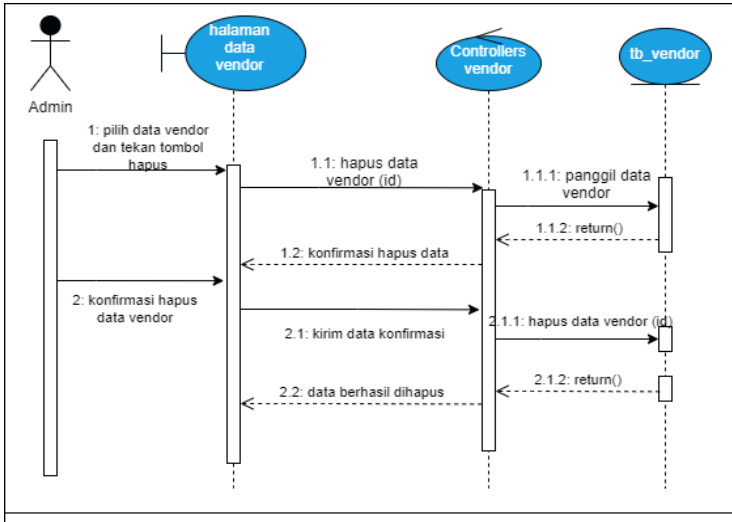 halaman
data
vendor
Controllers
vendor
tb_vendor
Admin
1: pilih data vendor
dan tekan tombol
hapus
1.1: hapus data
vendor (id)
1.1.1: panggil data
vendor
1.1.2: return()
1.2: konfirmasi hapus data
2: konfirmasi hapus
data vendor
2.1: kirim data konfirmasi
2.1.1: hapus data vendor (id)
2.1.2: return()
2.2: data berhasil dihapus